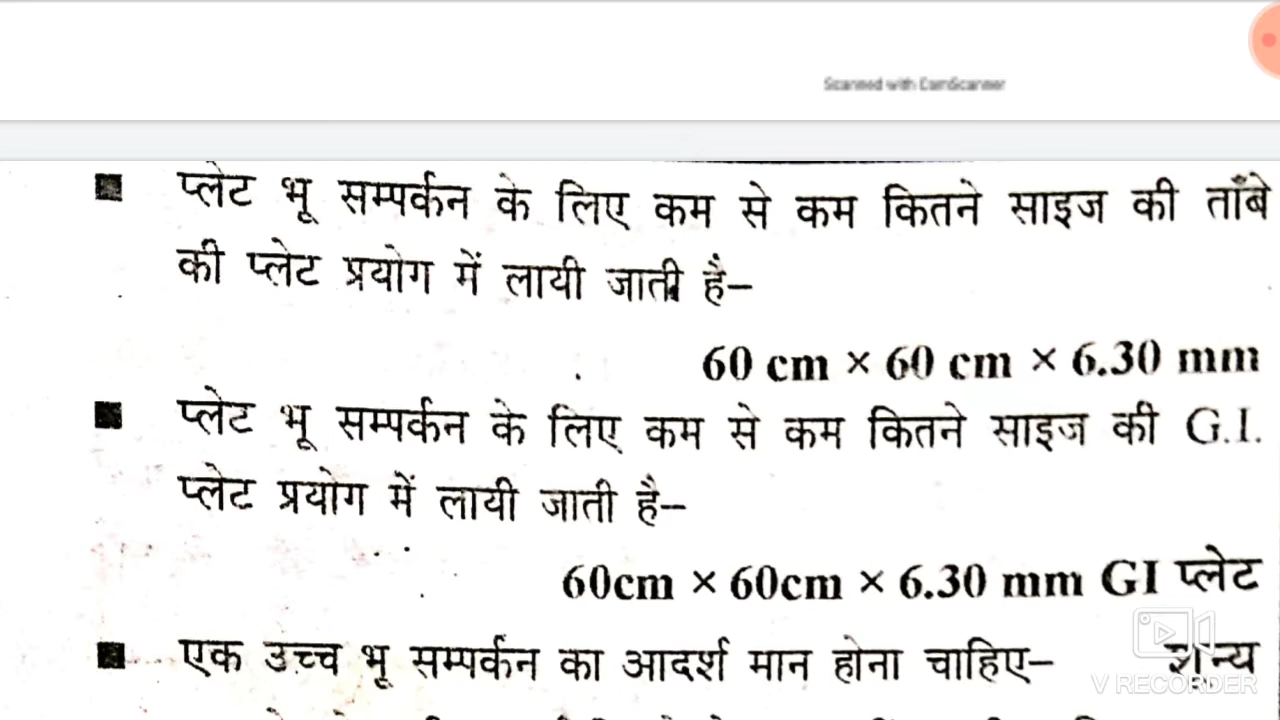 Scanned with CamScanner
■ प्लेट भू सम्पर्कन के लिए कम से कम कितने साइज की ताँबे
की प्लेट प्रयोग में लायी जाती है–
60 cm × 60 cm × 6.30 mm
■ प्लेट भू सम्पर्कन के लिए कम से कम कितने साइज की G.I.
प्लेट प्रयोग में लायी जाती है–
60cm × 60cm × 6.30 mm GI प्लेट
■ एक उच्च भू सम्पर्कन का आदर्श मान होना चाहिए– शून्य
V RECORDER